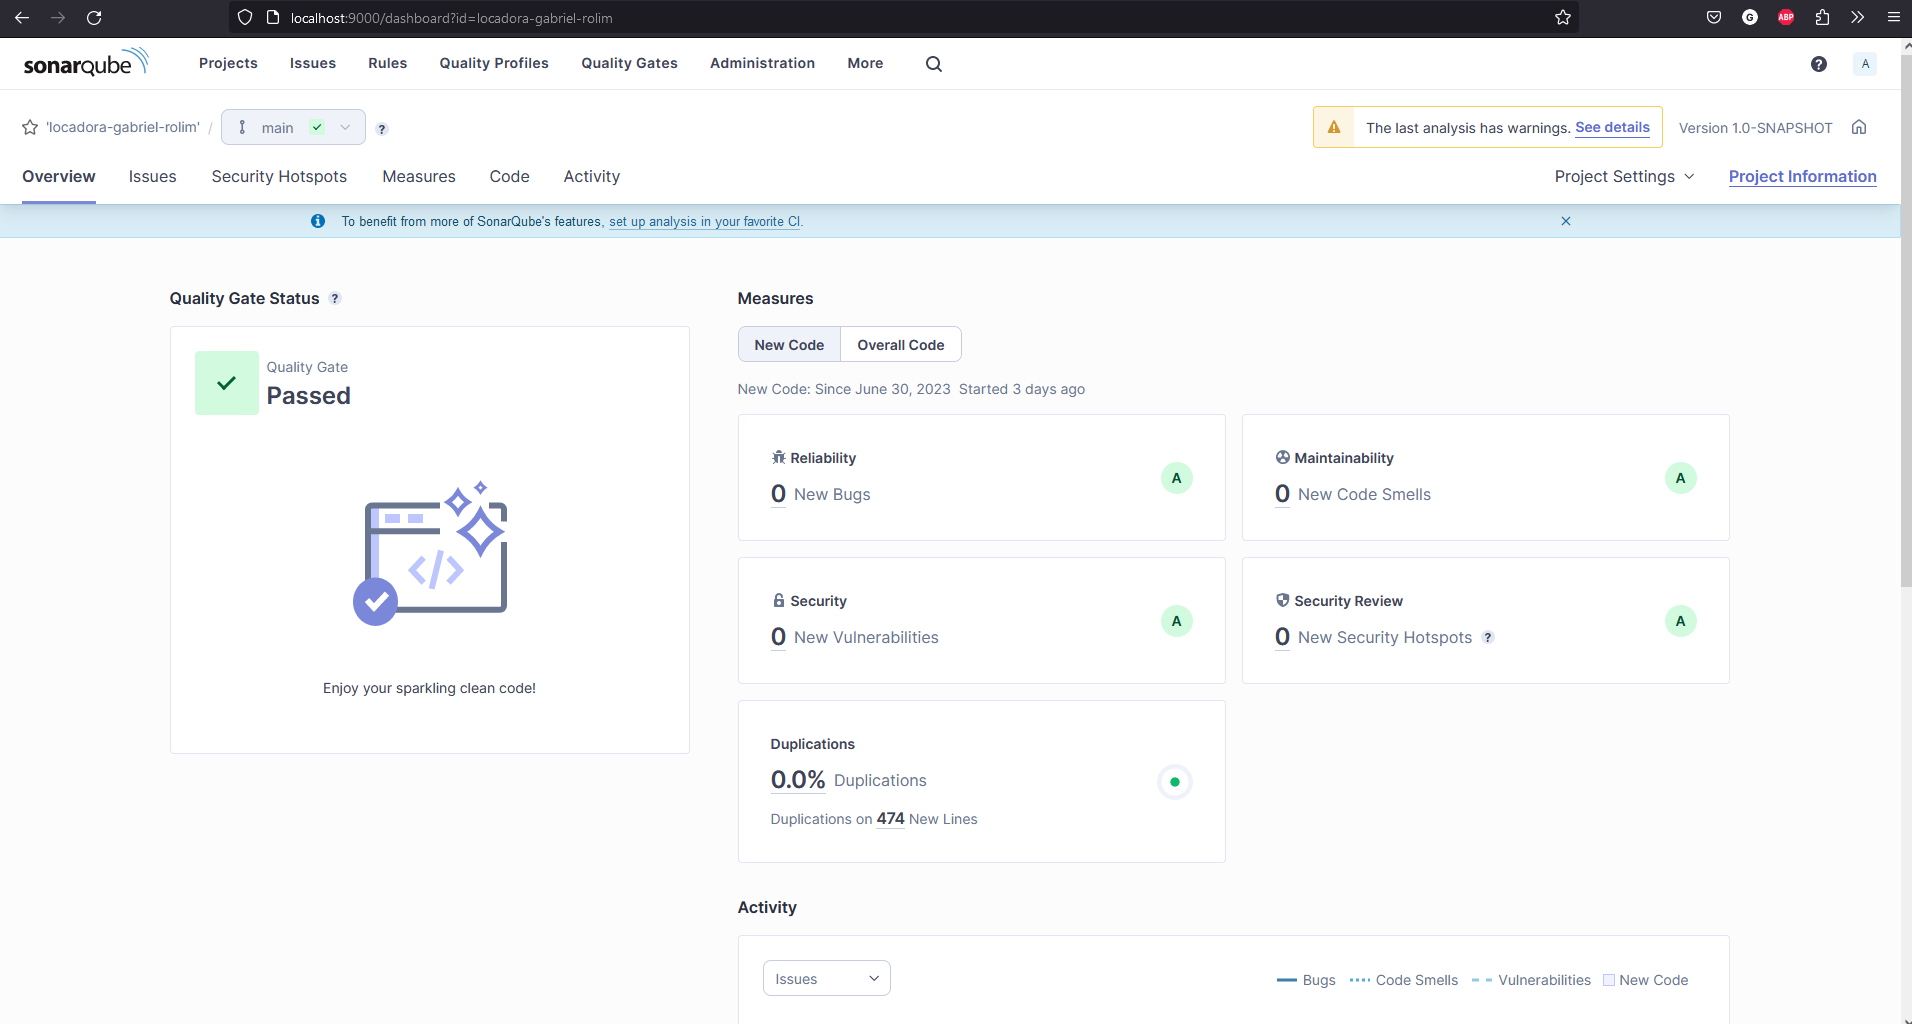 localhost:9000/dashboard?id=locadora-gabriel-rolim
G ABP
sonarqube Projects Issues Rules Quality Profiles Quality Gates Administration More ? A
'locadora-gabriel-rolim' / main ? The last analysis has warnings. See details Version 1.0-SNAPSHOT
Overview Issues Security Hotspots Measures Code Activity Project Settings Project Information
To benefit from more of SonarQube's features, set up analysis in your favorite CI.
Quality Gate Status ?
Quality Gate
Passed
</>
Enjoy your sparkling clean code!
Measures
New Code Overall Code
New Code: Since June 30, 2023 Started 3 days ago
Reliability
0 New Bugs
A
Maintainability
0 New Code Smells
A
Security
0 New Vulnerabilities
A
Security Review
0 New Security Hotspots ?
A
Duplications
0.0% Duplications
Duplications on 474 New Lines
Activity
Issues
Bugs Code Smells Vulnerabilities New Code